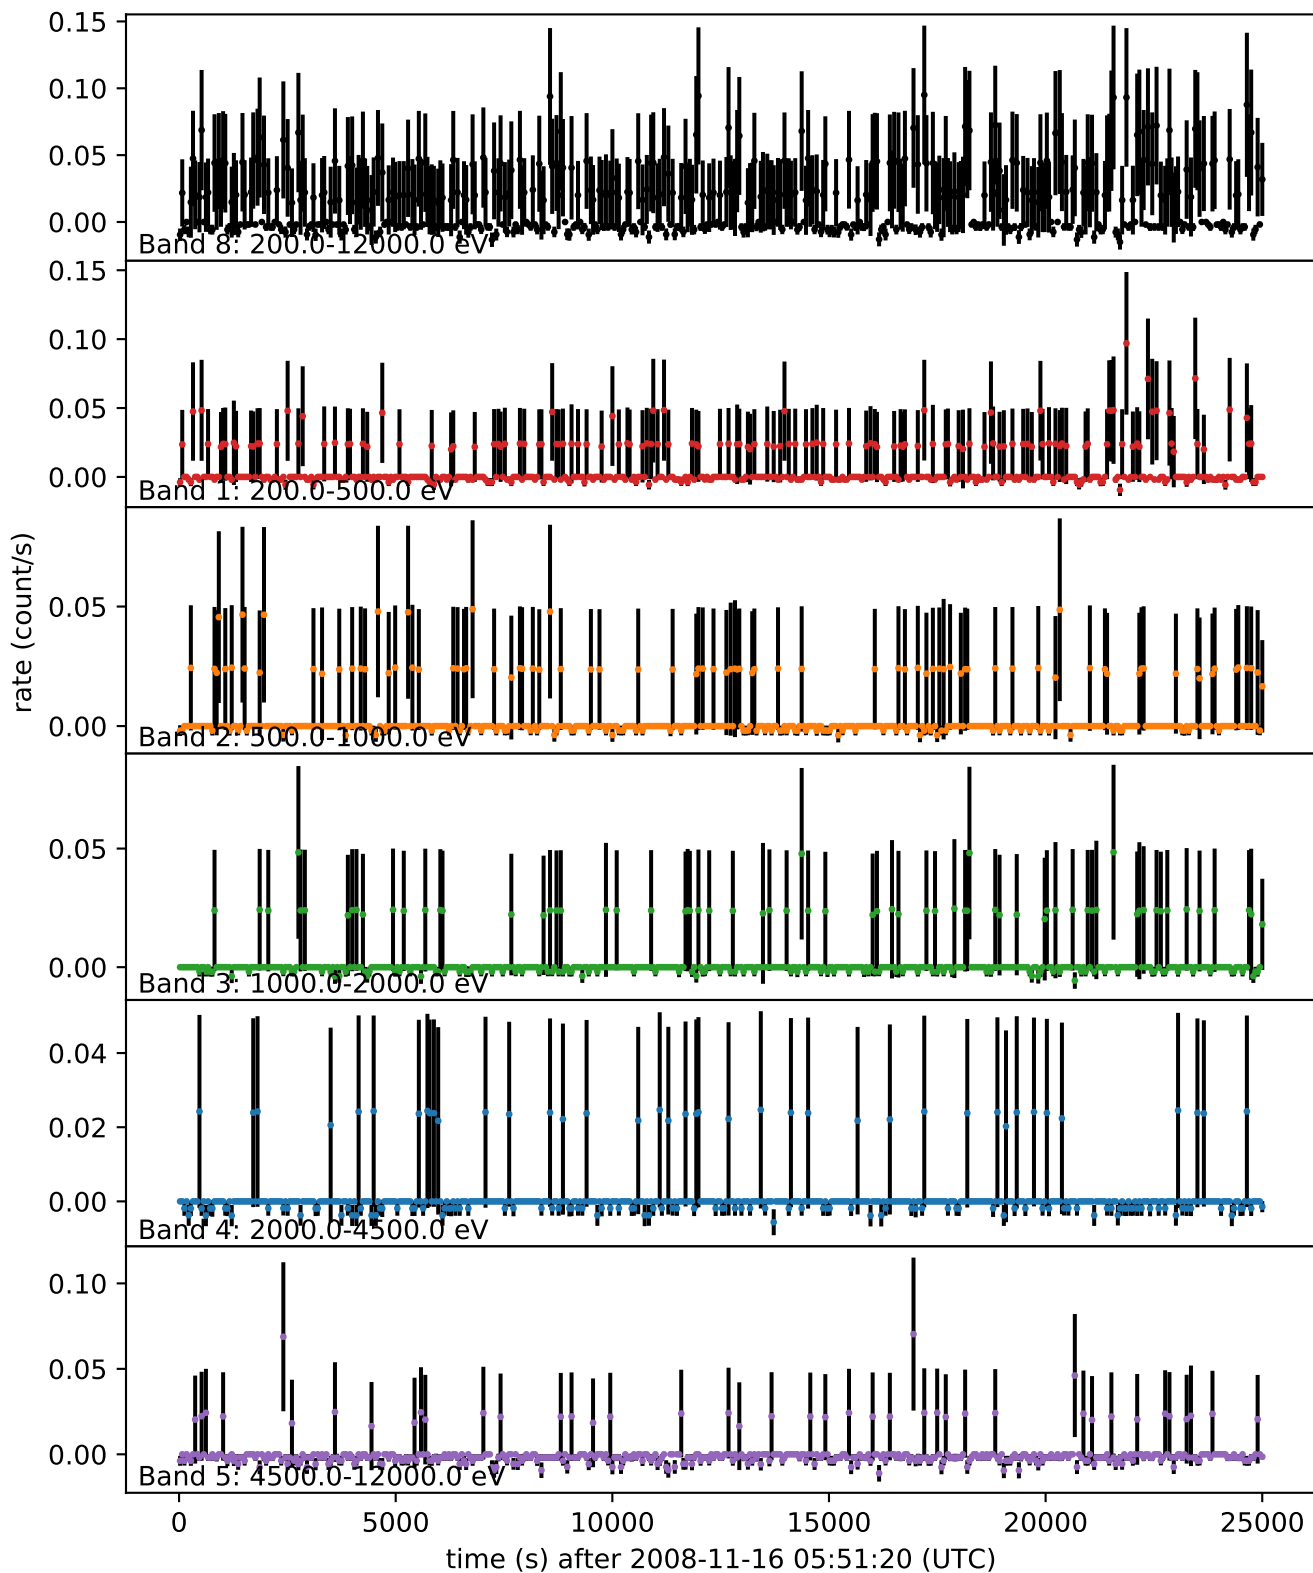 0.15
0.10
0.05
0.00
Band 8: 200.0-12000.0 eV
0.15
0.10
0.05
0.00
Band 1: 200.0-500.0 eV
rate (count/s)
0.05
0.00
Band 2: 500.0-1000.0 eV
0.05
0.00
Band 3: 1000.0-2000.0 eV
0.04
0.02
0.00
Band 4: 2000.0-4500.0 eV
0.10
0.05
0.00
Band 5: 4500.0-12000.0 eV
0 5000 10000 15000 20000 25000
time (s) after 2008-11-16 05:51:20 (UTC)